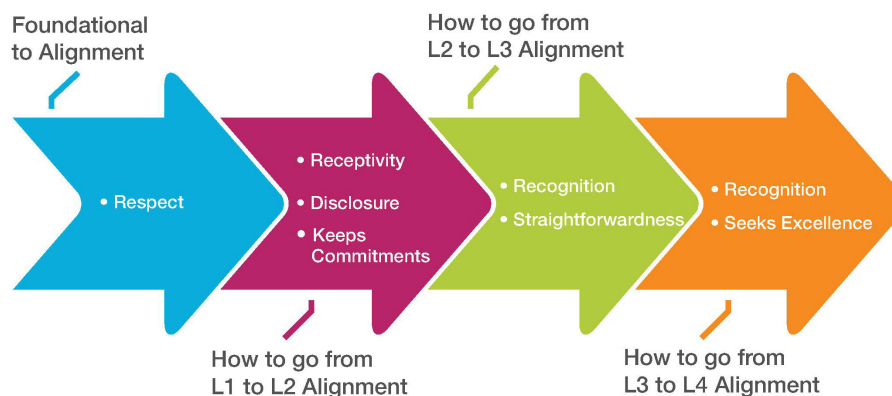 Foundational
to Alignment
How to go from
L2 to L3 Alignment
• Respect
• Receptivity
• Disclosure
• Keeps
Commitments
• Recognition
• Straightforwardness
• Recognition
• Seeks Excellence
How to go from
L1 to L2 Alignment
How to go from
L3 to L4 Alignment